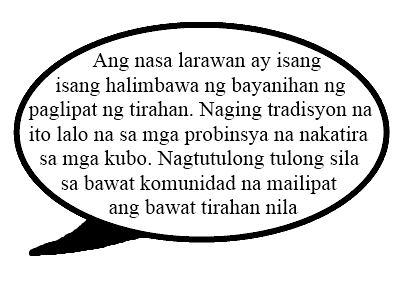 Ang nasa larawan ay isang
isang halimbawa ng bayanihan ng
paglipat ng tirahan. Naging tradisyon na
ito lalo na sa mga probinsya na nakatira
sa mga kubo. Nagtutulong tulong sila
sa bawat komunidad na mailipat
ang bawat tirahan nila